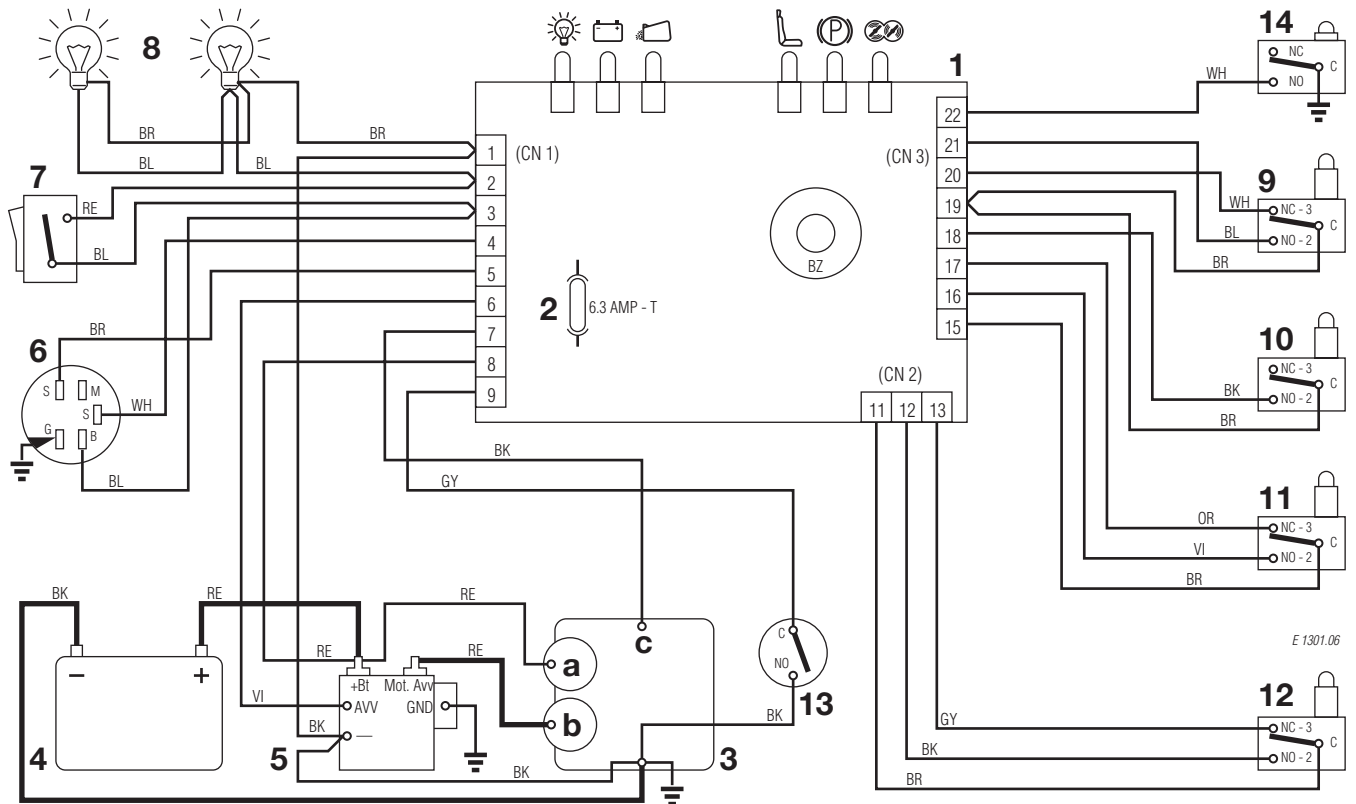 8
1
14
NC
C
NO
WH
P
BR
BR
BL
BL
(CN 1)
(CN 3)
1
2
3
4
5
6
7
8
9
22
21
20
19
18
17
16
15
7
RE
BL
BZ
2
6.3 AMP - T
9
WH
NC - 3
C
BL
NO - 2
BR
6
BR
S
M
S
WH
G
B
BL
(CN 2)
11
12
13
10
NC - 3
C
BK
NO - 2
BR
BK
GY
11
OR
NC - 3
C
VI
NO - 2
BR
E 1301.06
BK
RE
RE
RE
RE
–
+
4
+Bt
Mot. Avv
AVV
GND
—
VI
BK
5
BK
a
b
c
3
C
NO
13
BK
12
GY
NC - 3
C
BK
NO - 2
BR